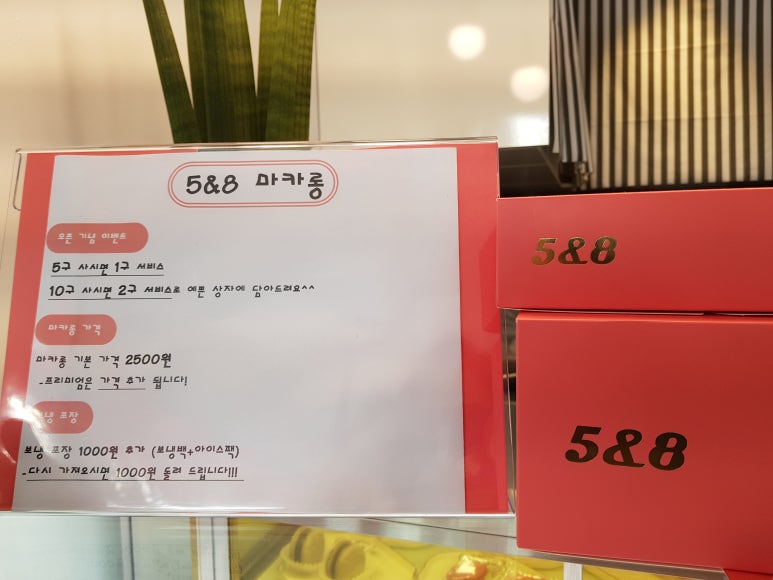 5&8 마카롱
오픈 기념 이벤트
5구 사시면 1구 서비스
10구 사시면 2구 서비스로 예쁜 상자에 담아드려요^^
마카롱 가격
마카롱 기본 가격 2500원
-프리미엄은 가격 추가 됩니다!
보냉 포장
보냉 포장 1000원 추가 (보냉백+아이스팩)
-다시 가져오시면 1000원 돌려 드립니다!!!
5&8
5&8